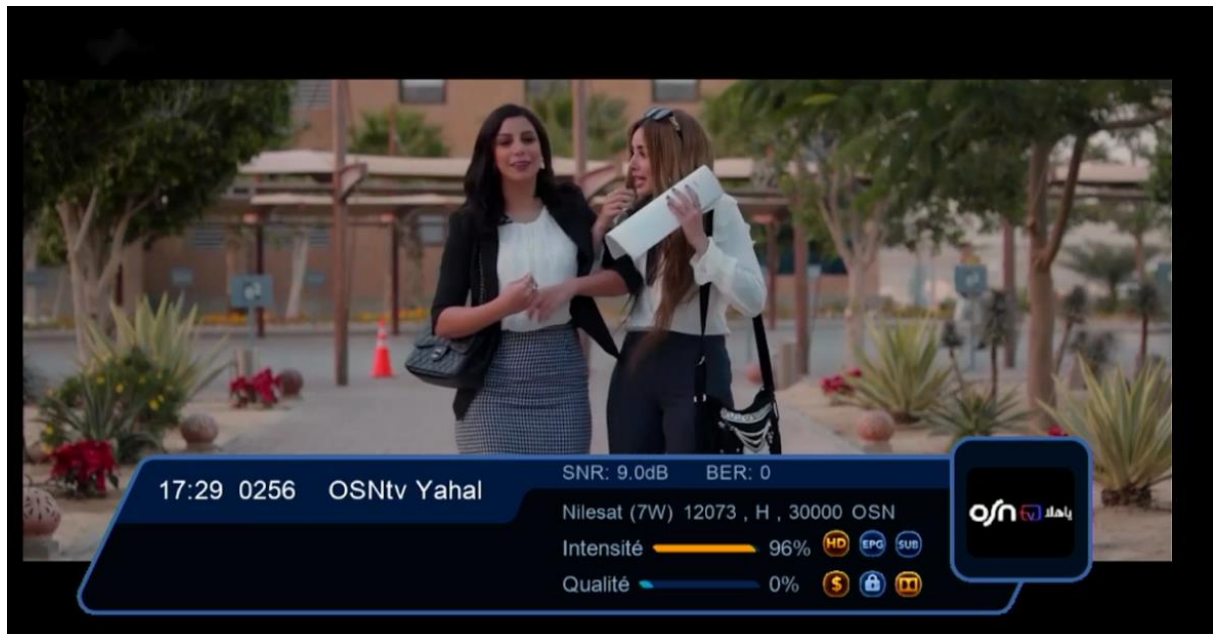 17:29 0256 OSNtv Yahal
SNR: 9.0dB BER: 0
Nilesat (7W) 12073 , H , 30000 OSN
Intensité 96% HD EPG SUB
Qualité 0% $
OSN tv ياهلا